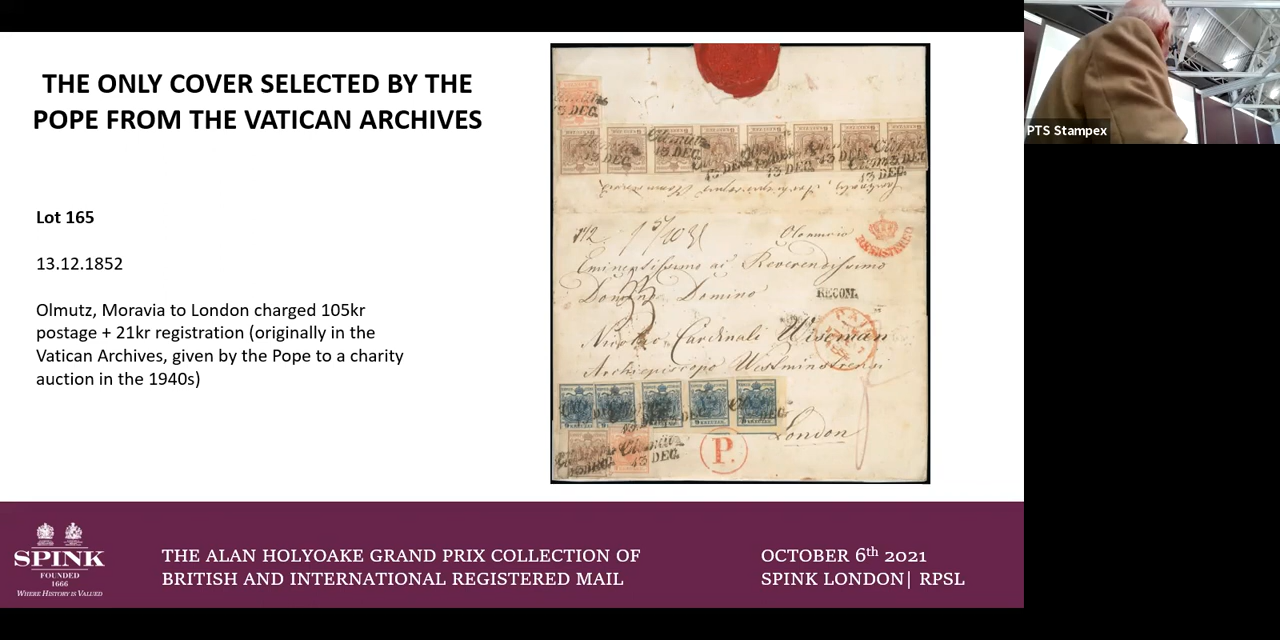 THE ONLY COVER SELECTED BY THE
POPE FROM THE VATICAN ARCHIVES
Lot 165
13.12.1852
Olmutz, Moravia to London charged 105kr
postage + 21kr registration (originally in the
Vatican Archives, given by the Pope to a charity
auction in the 1940s)
REGISTERED
Eminentissimo ac Reverendissimo
Domino Domino
RECOM.
Cardinali Wiseman
Archiepiscopo
London
13 DEC.
P.
PTS Stampex
SPINK
FOUNDED
1666
WHERE HISTORY IS VALUED
THE ALAN HOLYOAKE GRAND PRIX COLLECTION OF
BRITISH AND INTERNATIONAL REGISTERED MAIL
OCTOBER 6th 2021
SPINK LONDON| RPSL